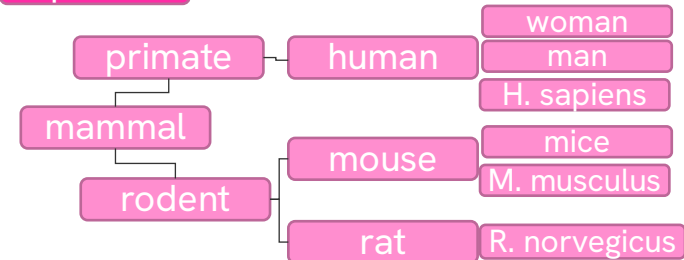 woman
primate
human
man
H. sapiens
mammal
mouse
mice
M. musculus
rodent
rat
R. norvegicus